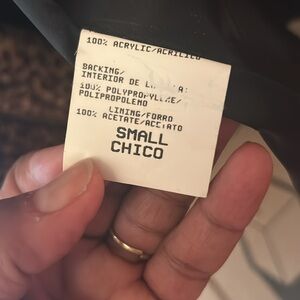 100% ACRYLIC/ACRILICO
BACKING/
INTERIOR DE LA
100% POLYPROPYLENE/
POLIPROPOLENO
LINING/FORRO
100% ACETATE/ACETATO
SMALL
CHICO